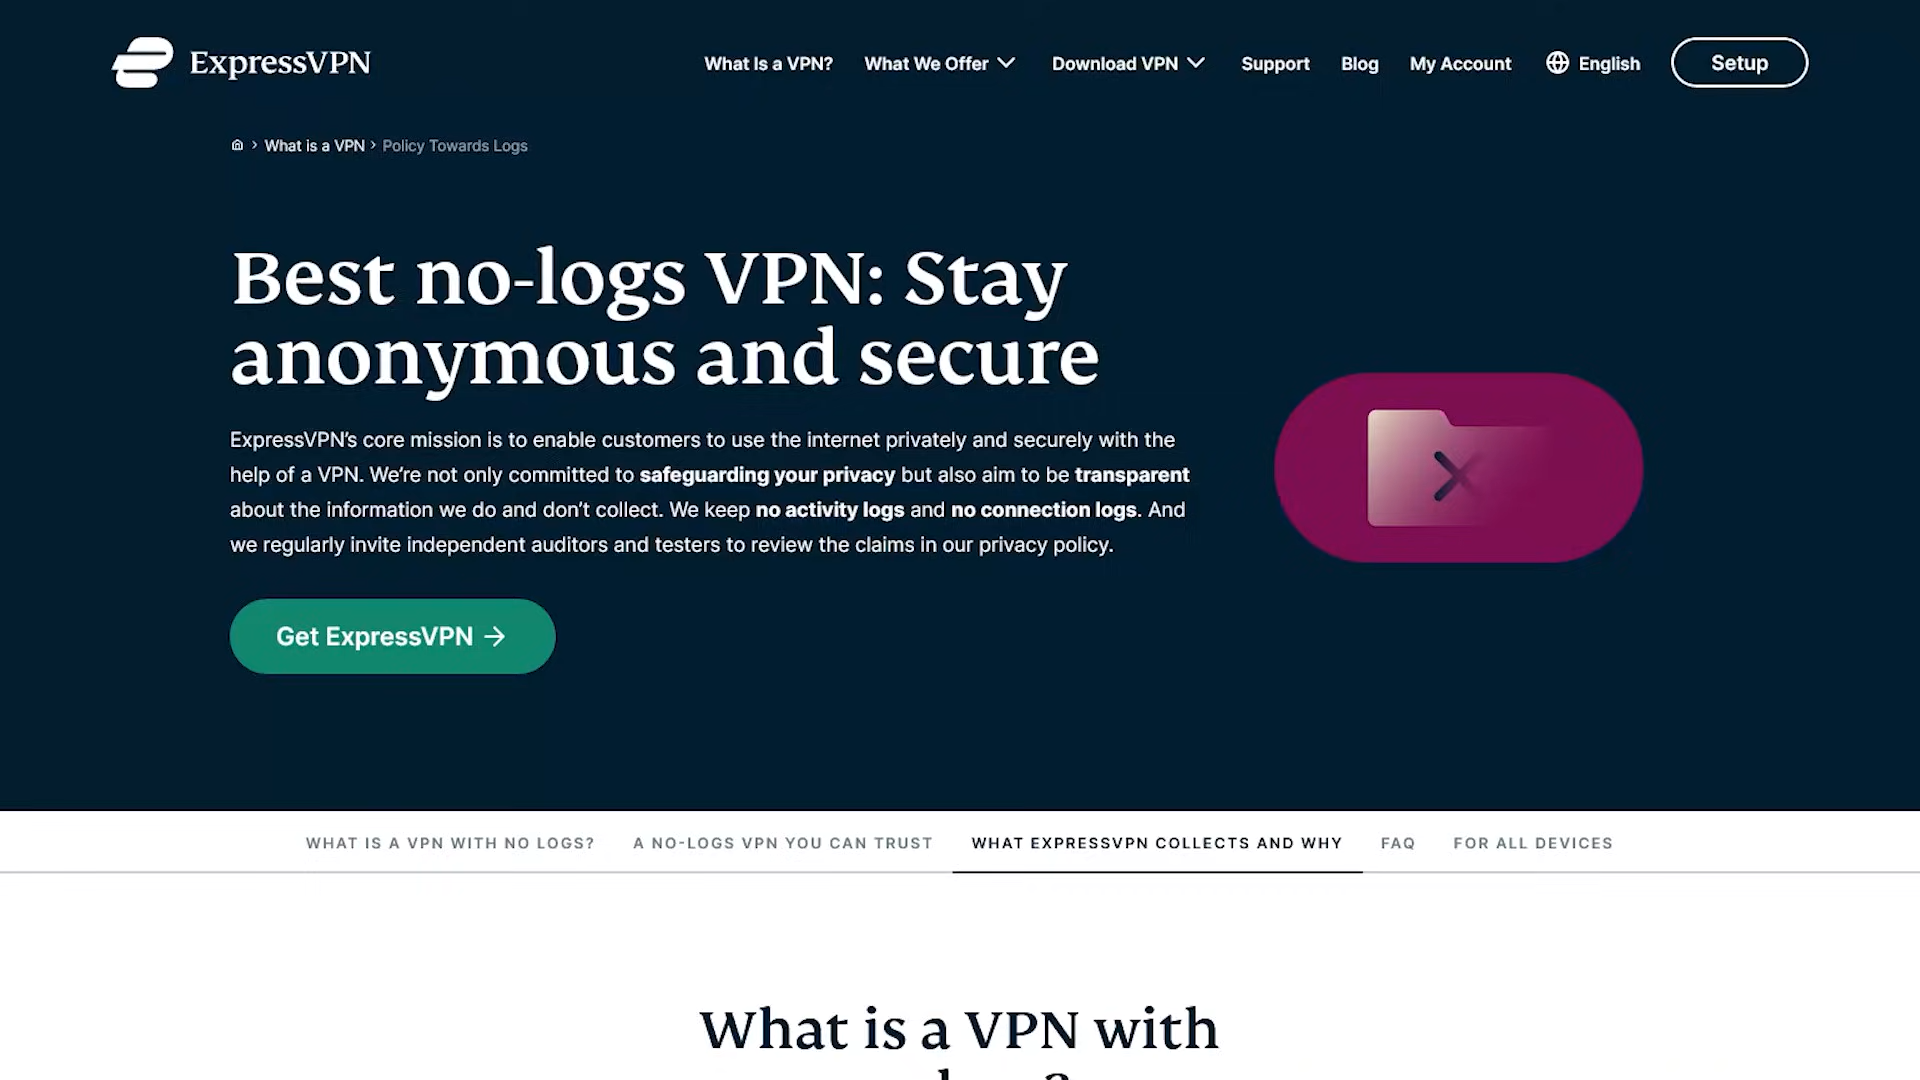 ExpressVPN
What Is a VPN?
What We Offer
Download VPN
Support
Blog
My Account
English
Setup
What is a VPN > Policy Towards Logs
Best no-logs VPN: Stay
anonymous and secure
ExpressVPN’s core mission is to enable customers to use the internet privately and securely with the
help of a VPN. We’re not only committed to safeguarding your privacy but also aim to be transparent
about the information we do and don’t collect. We keep no activity logs and no connection logs. And
we regularly invite independent auditors and testers to review the claims in our privacy policy.
Get ExpressVPN →
WHAT IS A VPN WITH NO LOGS?
A NO-LOGS VPN YOU CAN TRUST
WHAT EXPRESSVPN COLLECTS AND WHY
FAQ
FOR ALL DEVICES
What is a VPN with